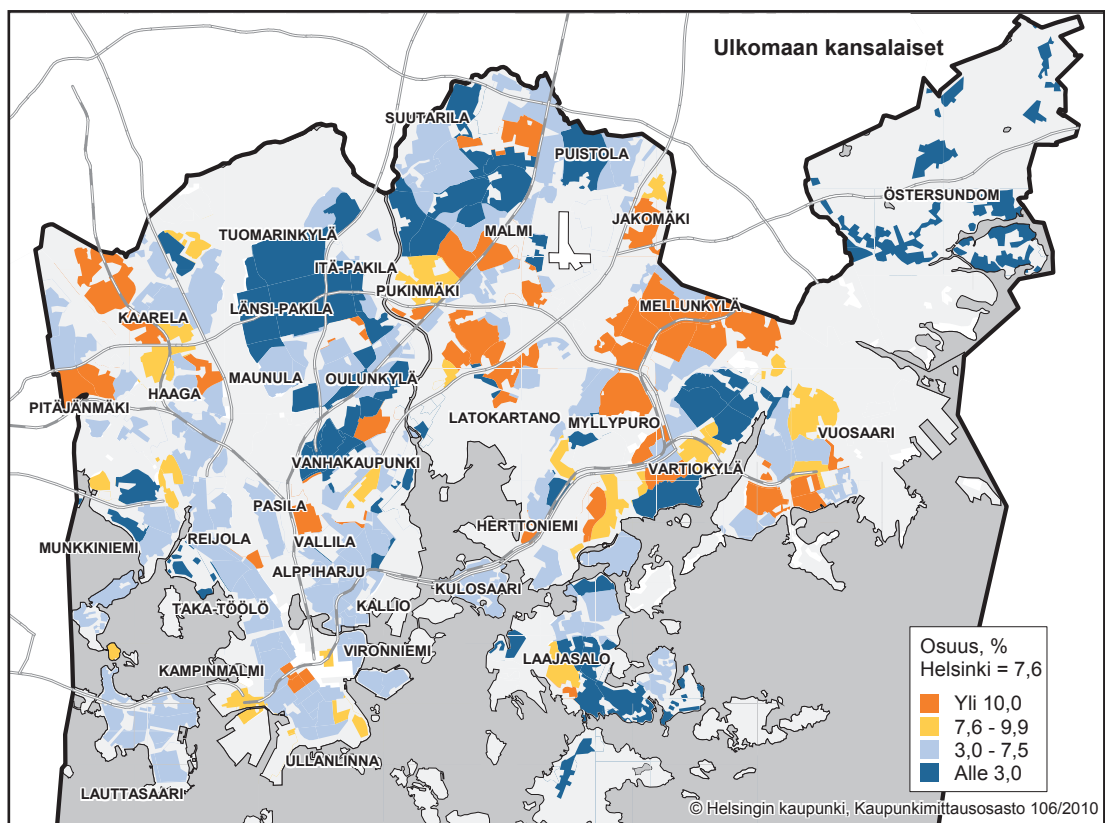 Ulkomaan kansalaiset
SUUTARILA
PUISTOLA
ÖSTERSUNDOM
JAKOMÄKI
TUOMARINKYLÄ
MALMI
ITÄ-PAKILA
PUKINMÄKI
LÄNSI-PAKILA
MELLUNKYLÄ
KAARELA
MAUNULA
OULUNKYLÄ
HAAGA
PITÄJÄNMÄKI
LATOKARTANO
MYLLYPURO
VUOSAARI
VANHAKAUPUNKI
VARTIOKYLÄ
PASILA
HERTTONIEMI
REIJOLA
VALLILA
MUNKKINIEMI
ALPPIHARJU
KULOSAARI
TAKA-TÖÖLÖ
KALLIO
VIRONNIEMI
LAAJASALO
KAMPINMALMI
ULLANLINNA
LAUTTASAARI
Osuus, %
Helsinki = 7,6
Yli 10,0
7,6 - 9,9
3,0 - 7,5
Alle 3,0
© Helsingin kaupunki, Kaupunkimittausosasto 106/2010